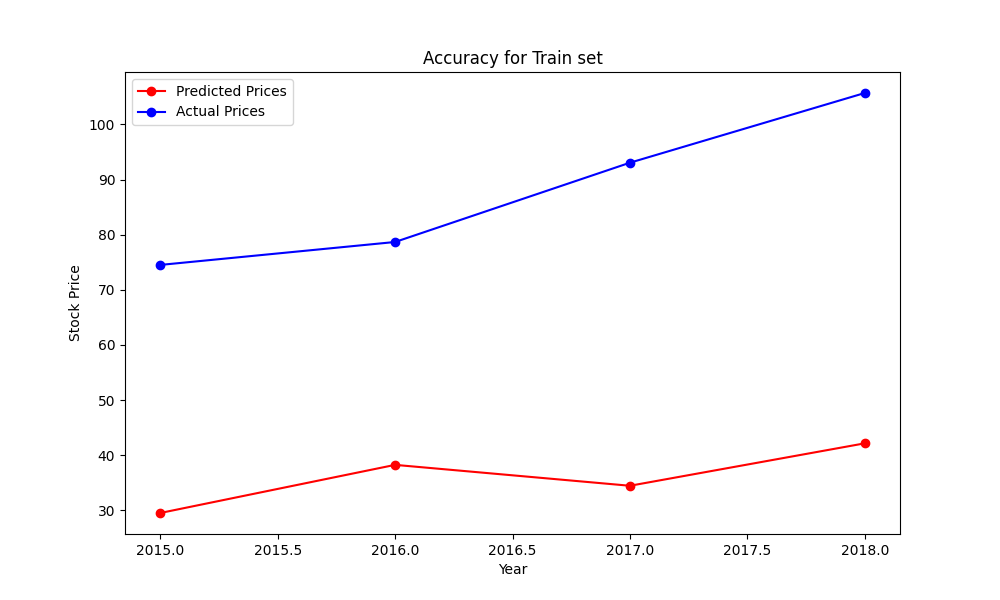 Accuracy for Train set
Predicted Prices
Actual Prices
100
90
80
70
60
50
40
30
Stock Price
2015.0 2015.5 2016.0 2016.5 2017.0 2017.5 2018.0
Year